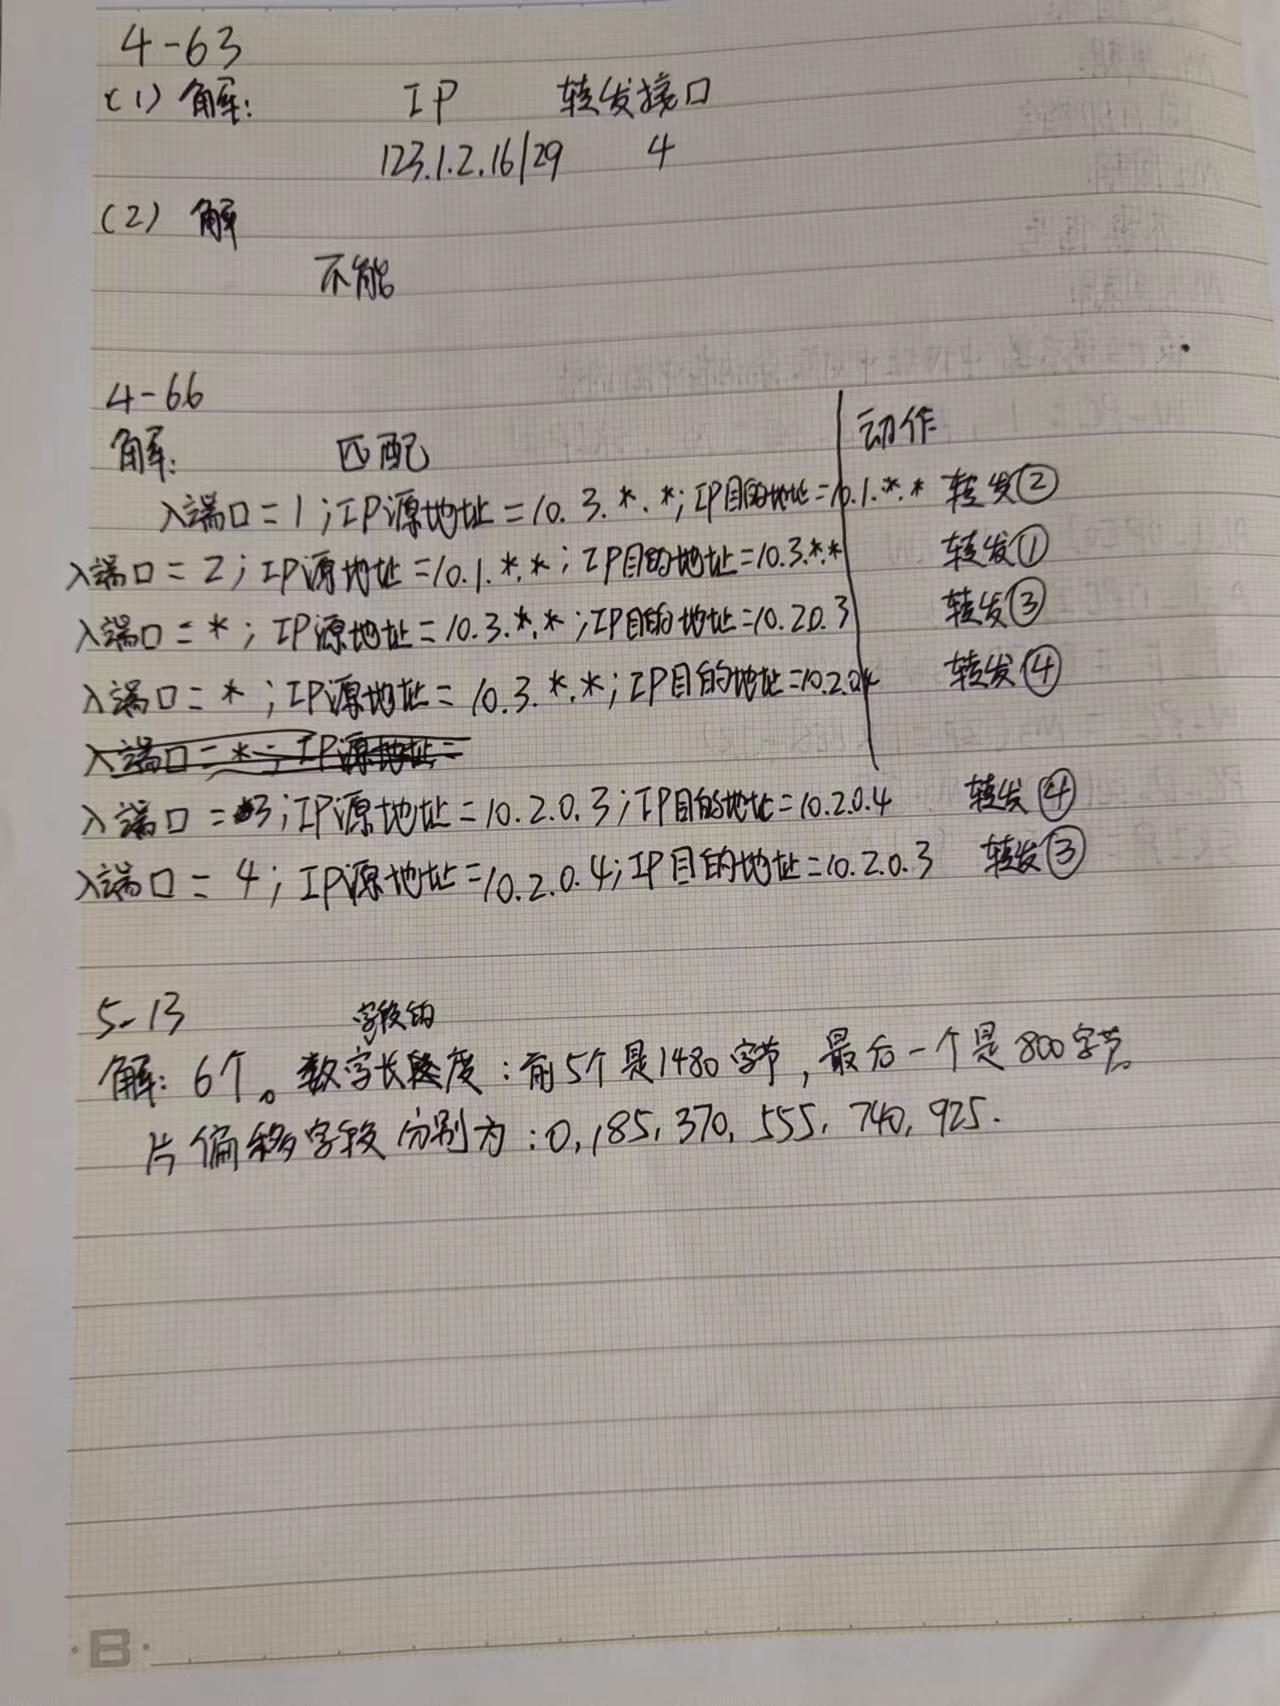 4-63
(1) 解: IP 转发接口
123.1.2.16/29 4
(2) 解
不能
4-66
解: 匹配 动作
入端口=1;IP源地址=10.3.*.*;IP目的地址=10.1.*.* 转发②
入端口=2;IP源地址=10.1.*.*;IP目的地址=10.3.*.* 转发①
入端口=*;IP源地址=10.3.*.*;IP目的地址=10.20.3 转发③
入端口=*;IP源地址=10.3.*.*;IP目的地址=10.2.04 转发④
入端口=*;IP源地址=
入端口=3;IP源地址=10.2.0.3;IP目的地址=10.2.0.4 转发④
入端口=4;IP源地址=10.2.0.4;IP目的地址=10.2.0.3 转发③
5-13
字段的
解:6个。数字长度:前5个是1480字节,最后一个是800字节。
片偏移字段分别为:0,185,370,555,740,925.
B